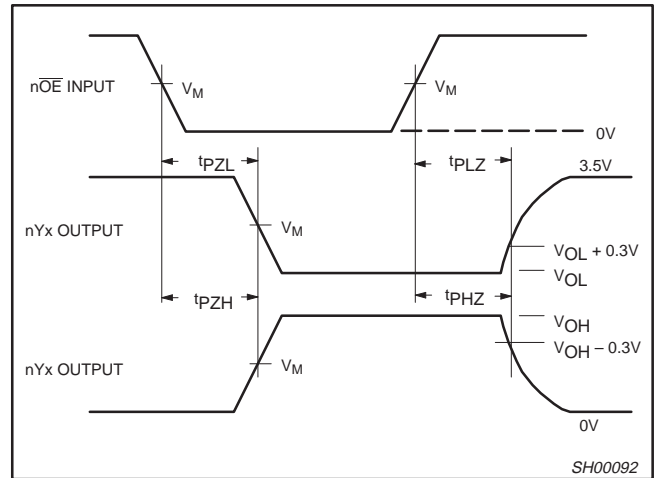 nOE INPUT
VM
VM
0V
tPZL
tPLZ
3.5V
nYx OUTPUT
VM
VOL + 0.3V
VOL
tPZH
tPHZ
VOH
VOH – 0.3V
nYx OUTPUT
VM
0V
SH00092